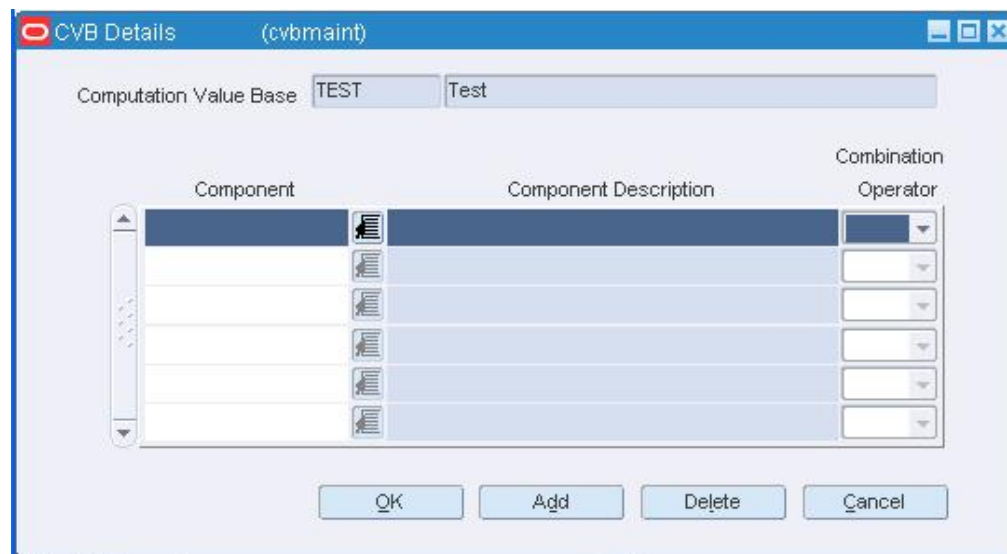 CVB Details (cvbmaint)
Computation Value Base TEST Test
Combination
Component Component Description Operator
OK Add Delete Cancel